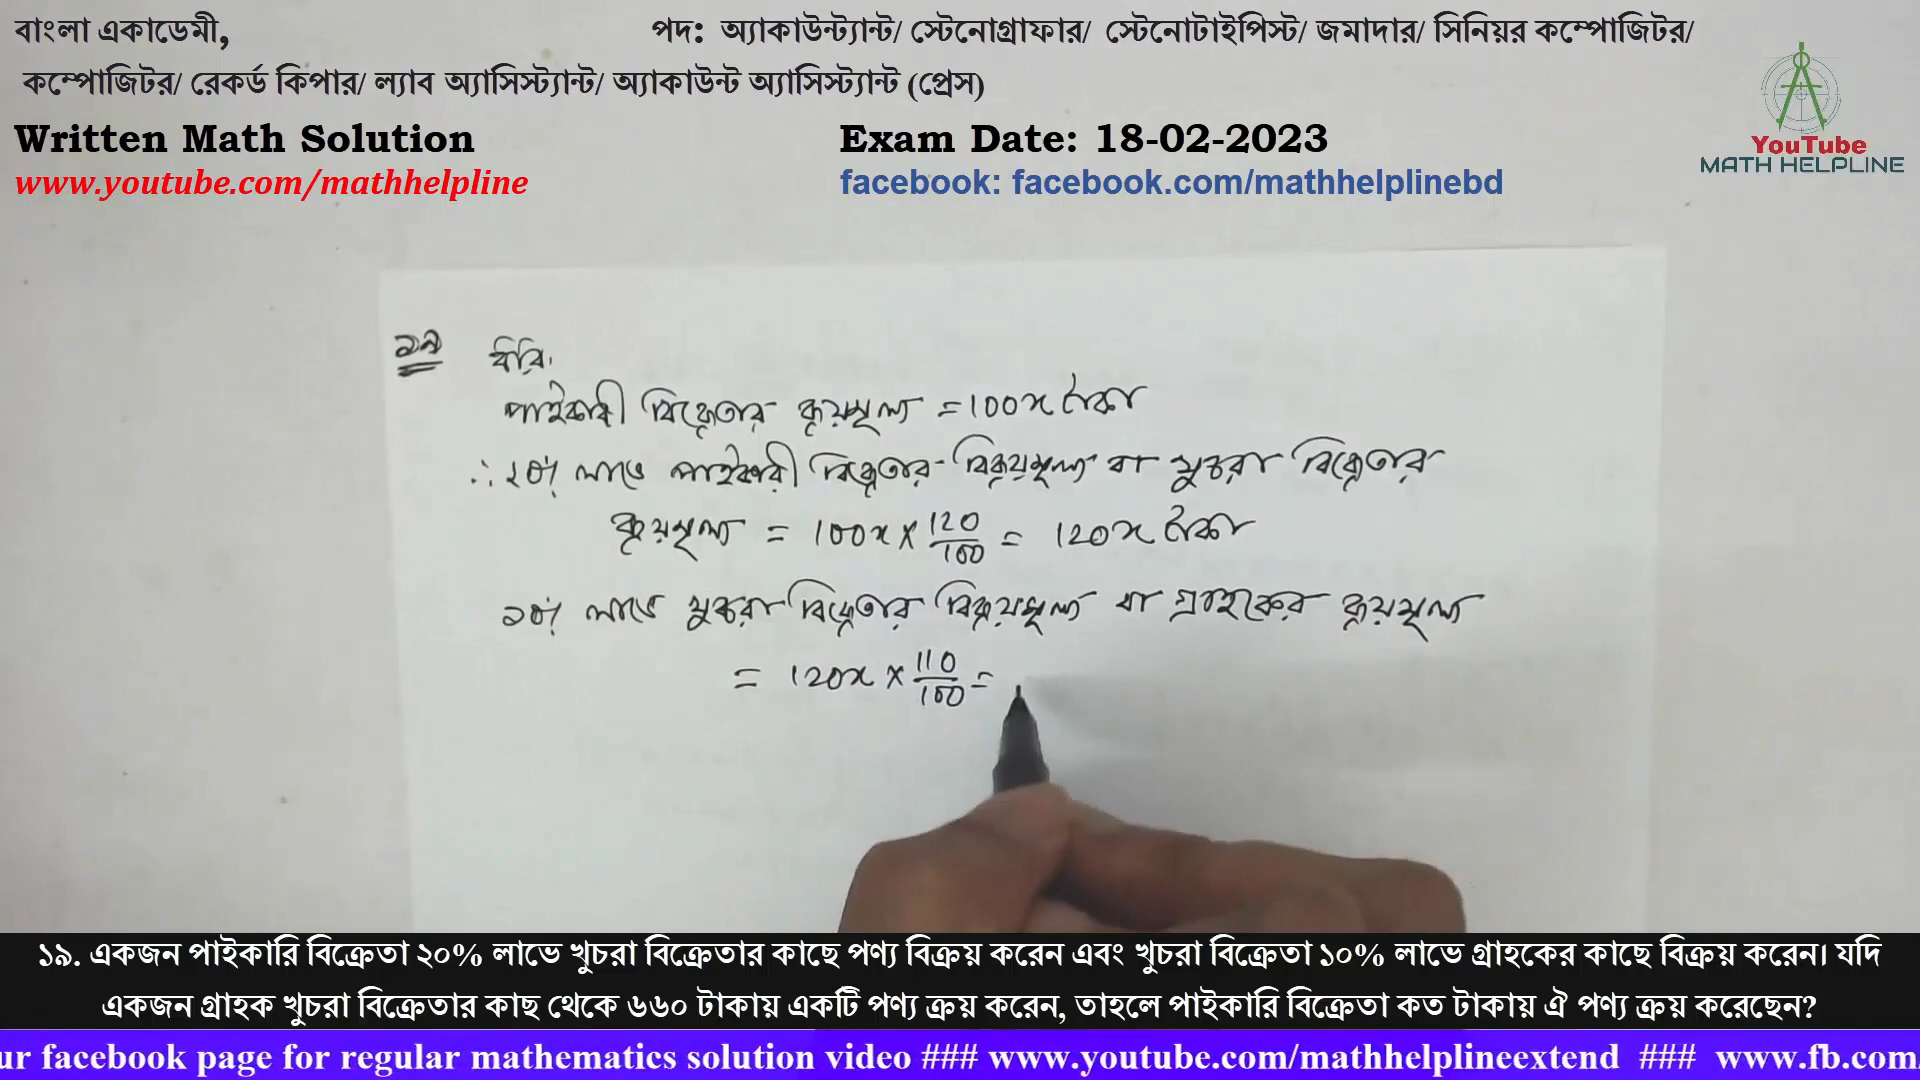 বাংলা একাডেমী, পদ: অ্যাকাউন্ট্যান্ট/ স্টেনোগ্রাফার/ স্টেনোটাইপিস্ট/ জমাদার/ সিনিয়র কম্পোজিটর/
কম্পোজিটর/ রেকর্ড কিপার/ ল্যাব অ্যাসিস্ট্যান্ট/ অ্যাকাউন্ট অ্যাসিস্ট্যান্ট (প্রেস)
Written Math Solution Exam Date: 18-02-2023
www.youtube.com/mathhelpline facebook: facebook.com/mathhelplinebd
YouTube
MATH HELPLINE
১৯ ধরি,
পাইকারী বিক্রেতার ক্রয়মূল্য = 100x টাকা
∴ ২০% লাভে পাইকারী বিক্রেতার বিক্রয়মূল্য বা খুচরা বিক্রেতার
ক্রয়মূল্য = 100x × 120/100 = 120x টাকা
১০% লাভে খুচরা বিক্রেতার বিক্রয়মূল্য বা গ্রাহকের ক্রয়মূল্য
= 120x × 110/100 =
১৯. একজন পাইকারি বিক্রেতা ২০% লাভে খুচরা বিক্রেতার কাছে পণ্য বিক্রয় করেন এবং খুচরা বিক্রেতা ১০% লাভে গ্রাহকের কাছে বিক্রয় করেন। যদি
একজন গ্রাহক খুচরা বিক্রেতার কাছ থেকে ৬৬০ টাকায় একটি পণ্য ক্রয় করেন, তাহলে পাইকারি বিক্রেতা কত টাকায় ঐ পণ্য ক্রয় করেছেন?
ur facebook page for regular mathematics solution video ### www.youtube.com/mathhelplineextend ### www.fb.com